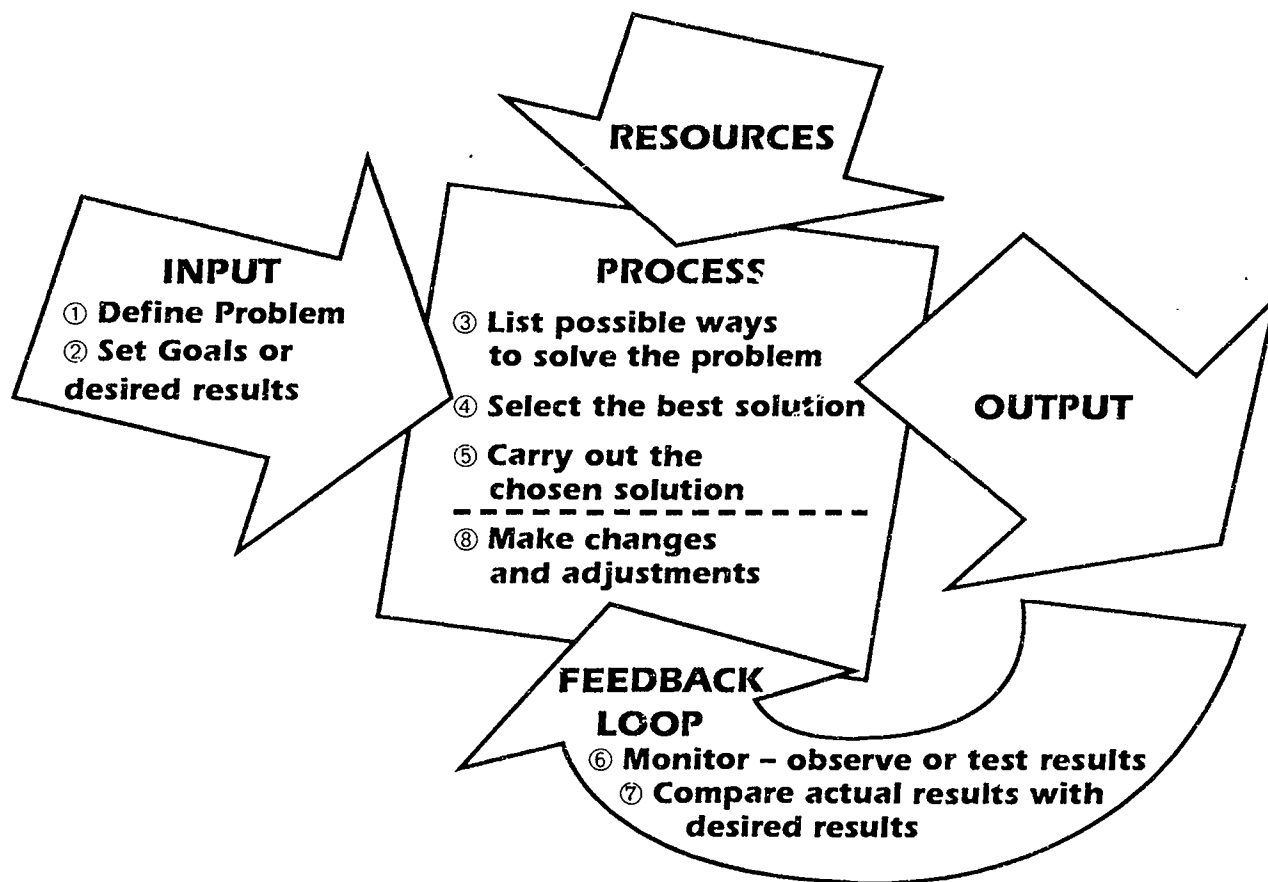 RESOURCES
INPUT
① Define Problem
② Set Goals or
desired results
PROCESS
③ List possible ways
to solve the problem
④ Select the best solution
⑤ Carry out the
chosen solution
⑧ Make changes
and adjustments
OUTPUT
FEEDBACK
LOOP
⑥ Monitor – observe or test results
⑦ Compare actual results with
desired results